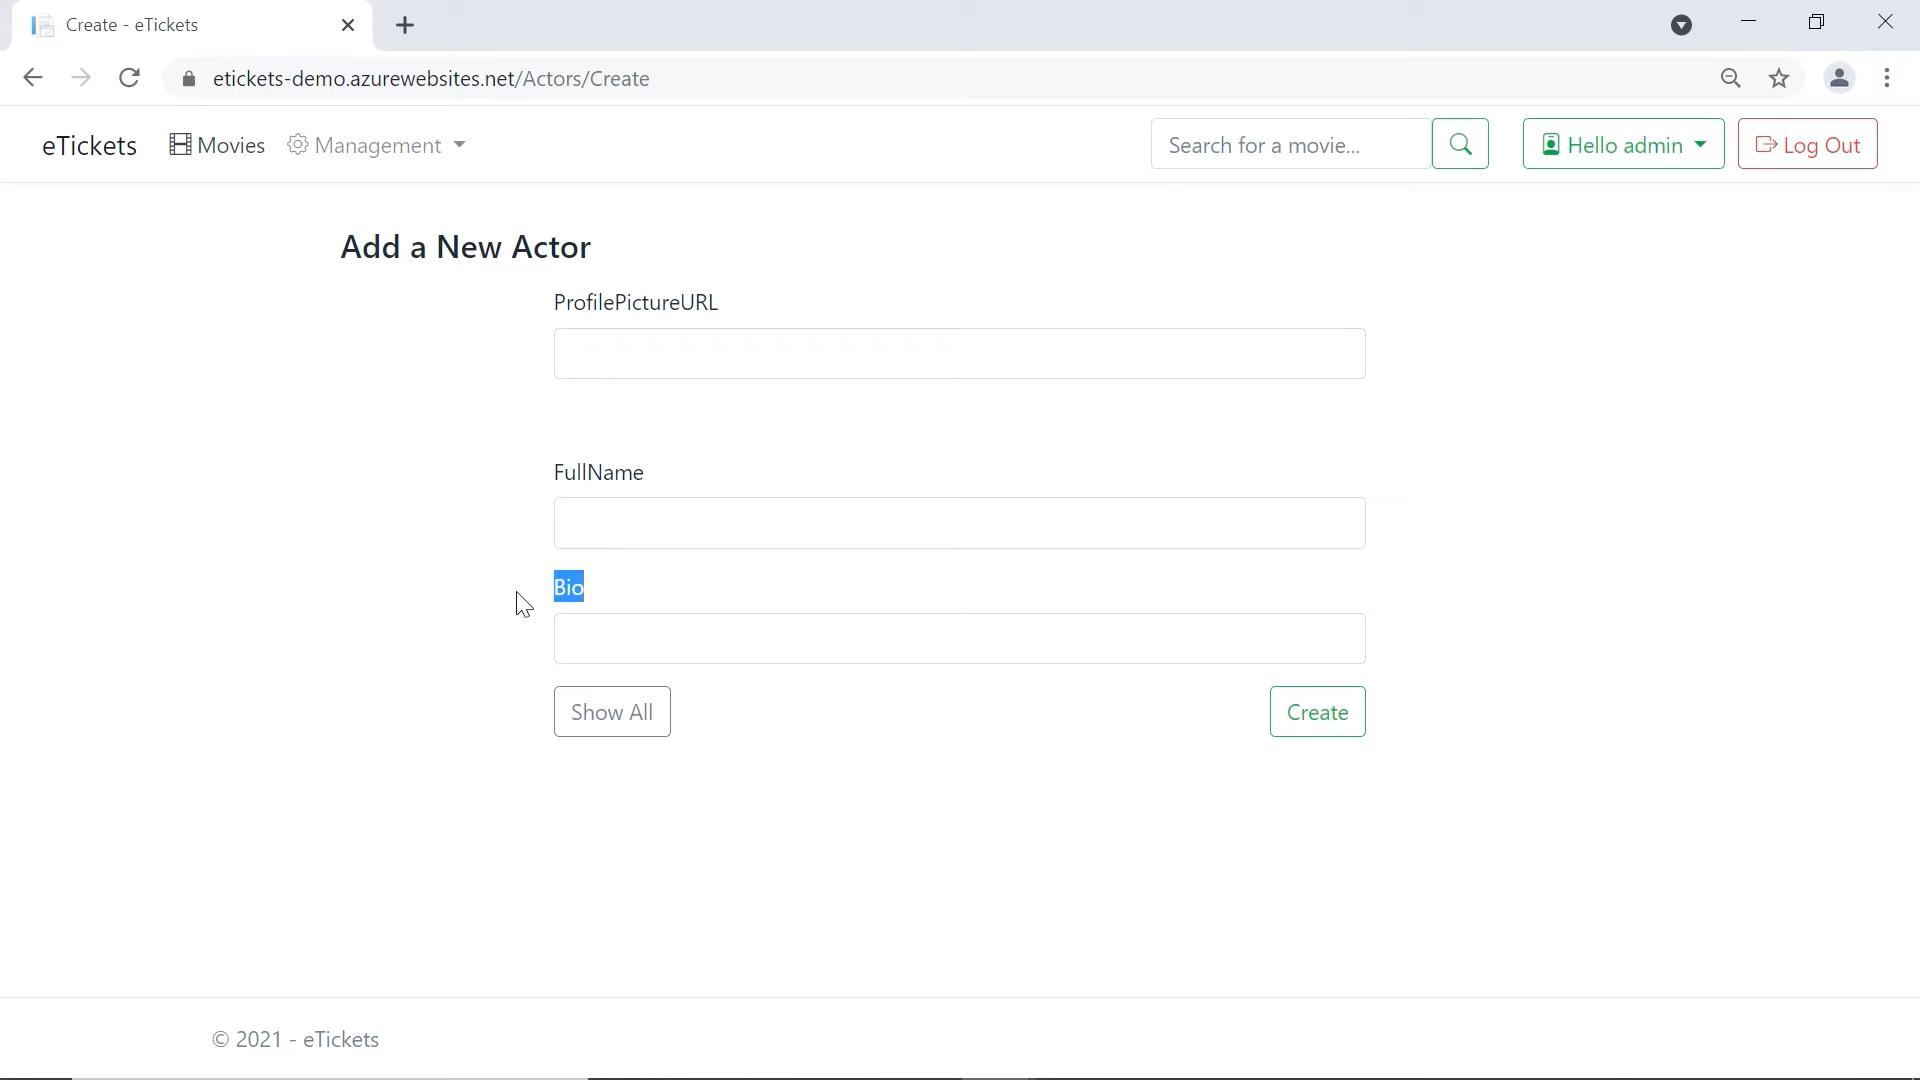 Create - eTickets
etickets-demo.azurewebsites.net/Actors/Create
eTickets Movies Management Search for a movie... Hello admin Log Out
Add a New Actor
ProfilePictureURL
FullName
Bio
Show All Create
© 2021 - eTickets